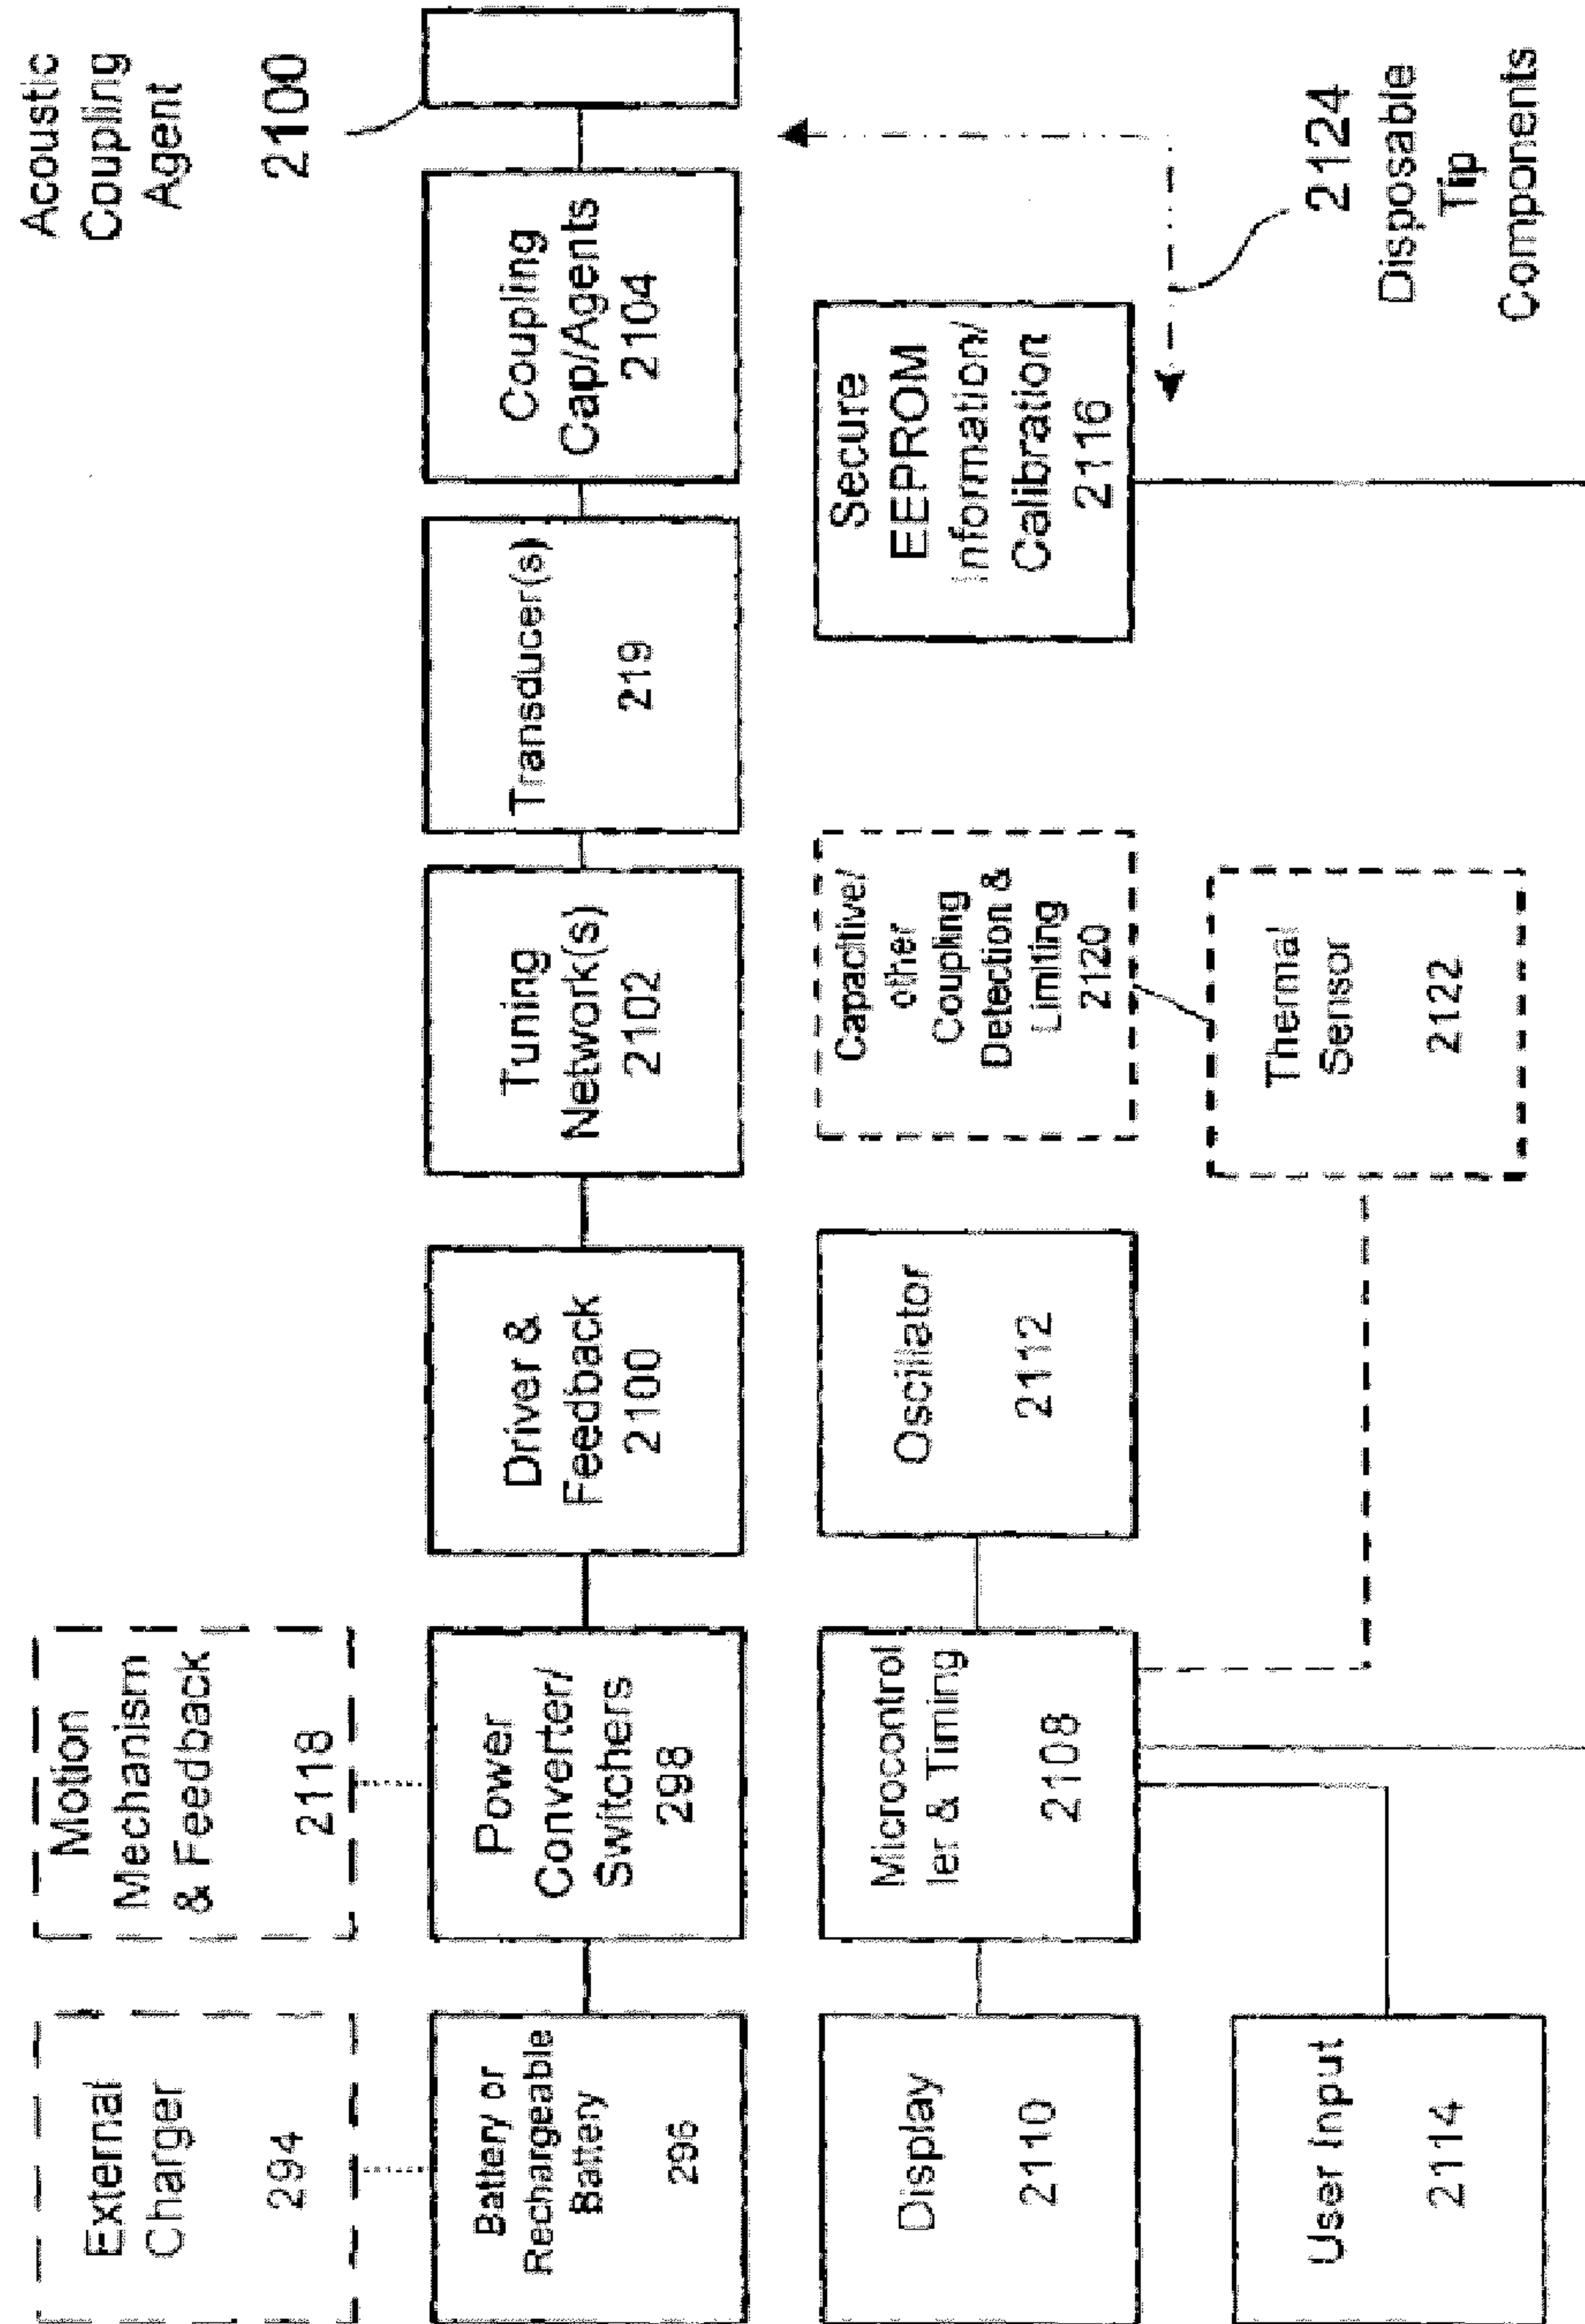 External
Charger
294
Motion
Mechanism
& Feedback
2118
Acoustic
Coupling
Agent
2100
Battery or
Rechargeable
Battery
296
Power
Converter/
Switchers
298
Driver &
Feedback
2100
Tuning
Network(s)
2102
Transducer(s)
219
Coupling
Cap/Agents
2104
Display
2110
Microcontrol
ler & Timing
2108
Oscillator
2112
Capacitive/
other
Coupling
Detection &
Limiting
2120
Secure
EEPROM
Information/
Calibration
2116
User Input
2114
Thermal
Sensor
2122
2124
Disposable
Tip
Components